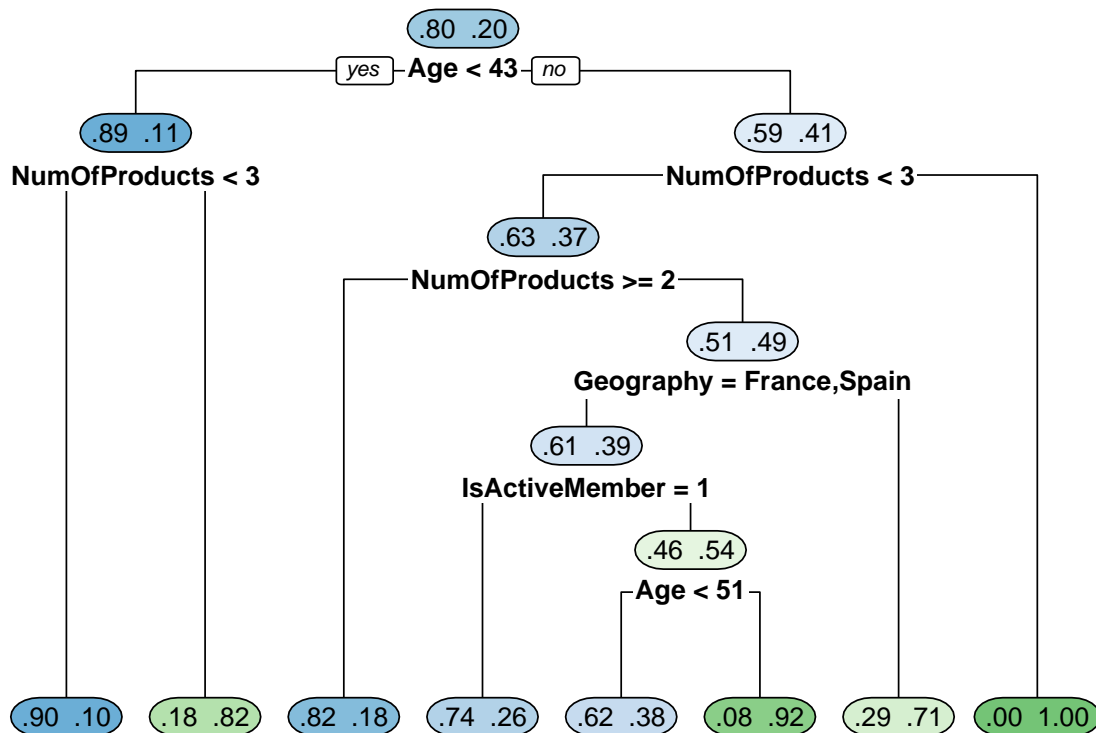 .80 .20
yes Age < 43 no
.89 .11 .59 .41
NumOfProducts < 3 NumOfProducts < 3
.63 .37
NumOfProducts >= 2
.51 .49
Geography = France,Spain
.61 .39
IsActiveMember = 1
.46 .54
Age < 51
.90 .10 .18 .82 .82 .18 .74 .26 .62 .38 .08 .92 .29 .71 .00 1.00